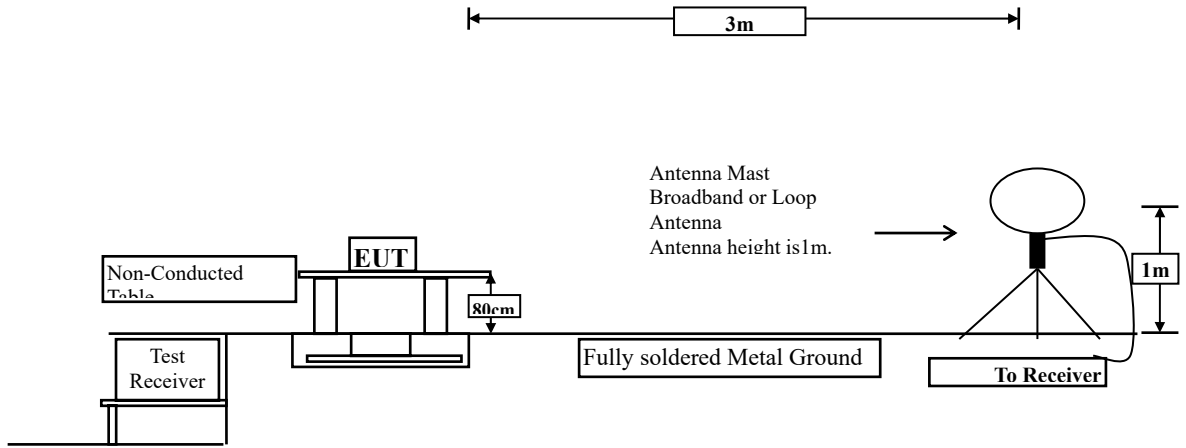 3m
Antenna Mast
Broadband or Loop
Antenna
Antenna height is1m.
EUT
Non-Conducted
Table
80cm
1m
Test
Receiver
Fully soldered Metal Ground
To Receiver